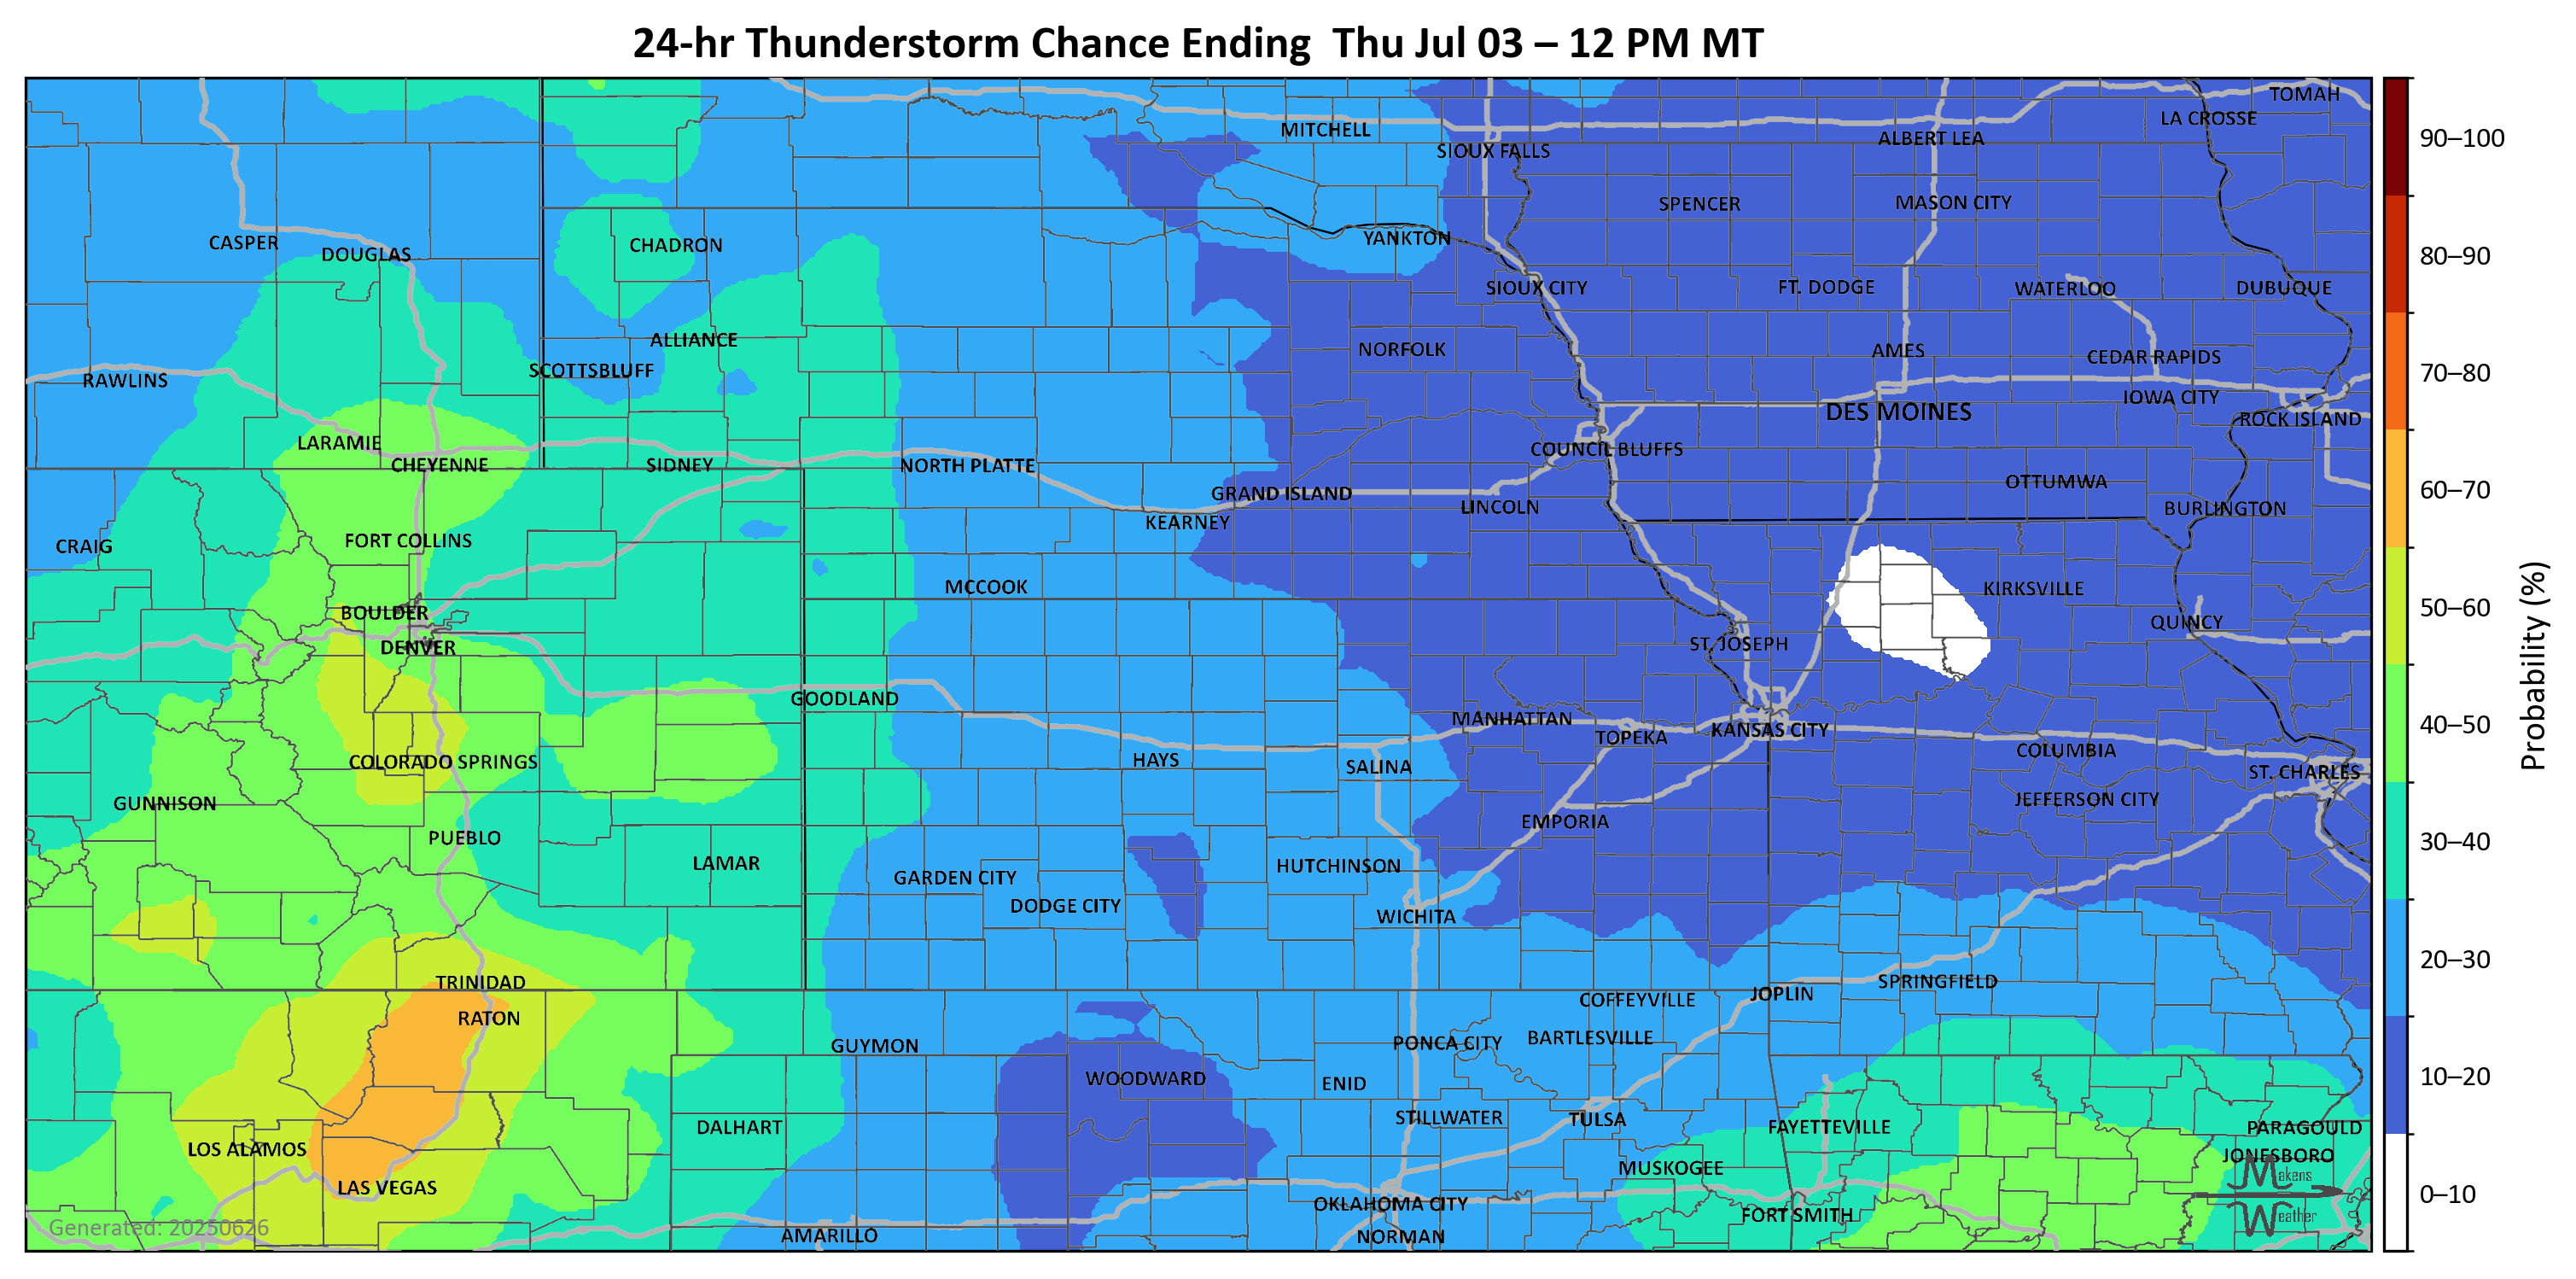 24-hr Thunderstorm Chance Ending  Thu Jul 03 – 12 PM MT
TOMAH
LA CROSSE
MITCHELL
ALBERT LEA
SIOUX FALLS
SPENCER
MASON CITY
YANKTON
CASPER
DOUGLAS
CHADRON
SIOUX CITY
FT. DODGE
WATERLOO
DUBUQUE
ALLIANCE
NORFOLK
AMES
CEDAR RAPIDS
SCOTTSBLUFF
RAWLINS
IOWA CITY
DES MOINES
ROCK ISLAND
LARAMIE
COUNCIL BLUFFS
CHEYENNE
SIDNEY
NORTH PLATTE
OTTUMWA
GRAND ISLAND
LINCOLN
BURLINGTON
KEARNEY
FORT COLLINS
CRAIG
MCCOOK
KIRKSVILLE
BOULDER
QUINCY
DENVER
ST. JOSEPH
GOODLAND
MANHATTAN
TOPEKA
KANSAS CITY
COLUMBIA
COLORADO SPRINGS
HAYS
SALINA
ST. CHARLES
GUNNISON
JEFFERSON CITY
EMPORIA
PUEBLO
LAMAR
HUTCHINSON
GARDEN CITY
DODGE CITY
WICHITA
TRINIDAD
SPRINGFIELD
JOPLIN
COFFEYVILLE
RATON
BARTLESVILLE
PONCA CITY
GUYMON
WOODWARD
ENID
STILLWATER
TULSA
DALHART
FAYETTEVILLE
PARAGOULD
LOS ALAMOS
JONESBORO
MUSKOGEE
LAS VEGAS
OKLAHOMA CITY
FORT SMITH
AMARILLO
NORMAN
Generated: 20250626
Makens
Weather
90–100
80–90
70–80
60–70
50–60
40–50
30–40
20–30
10–20
0–10
Probability (%)